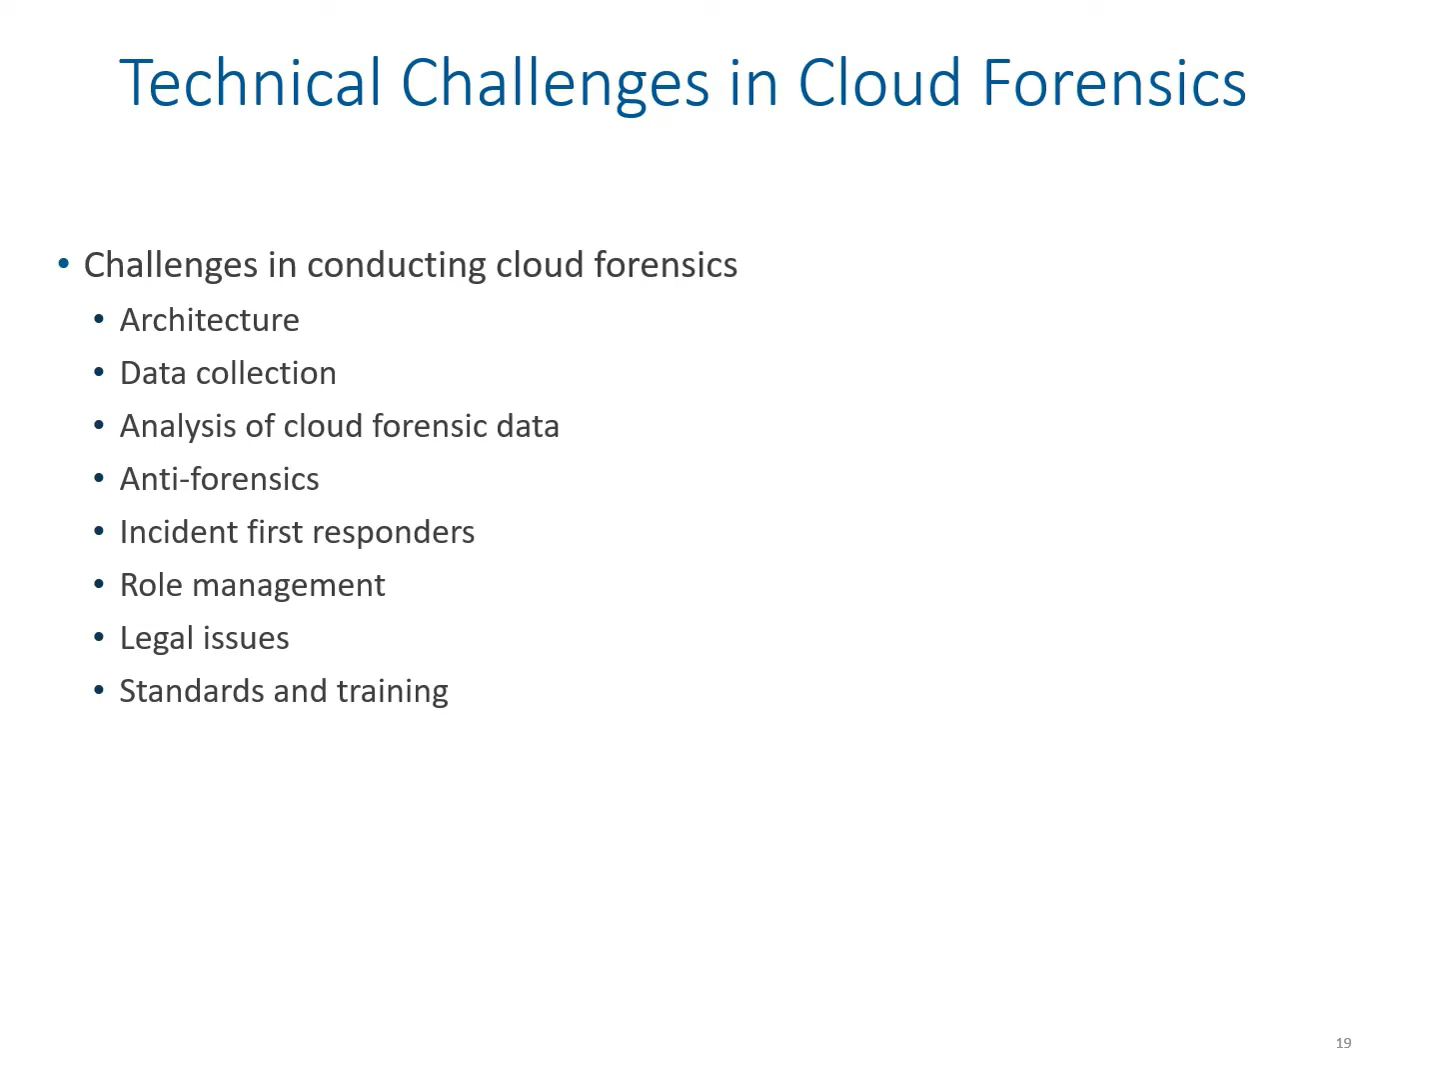 Technical Challenges in Cloud Forensics
• Challenges in conducting cloud forensics
• Architecture
• Data collection
• Analysis of cloud forensic data
• Anti-forensics
• Incident first responders
• Role management
• Legal issues
• Standards and training
19